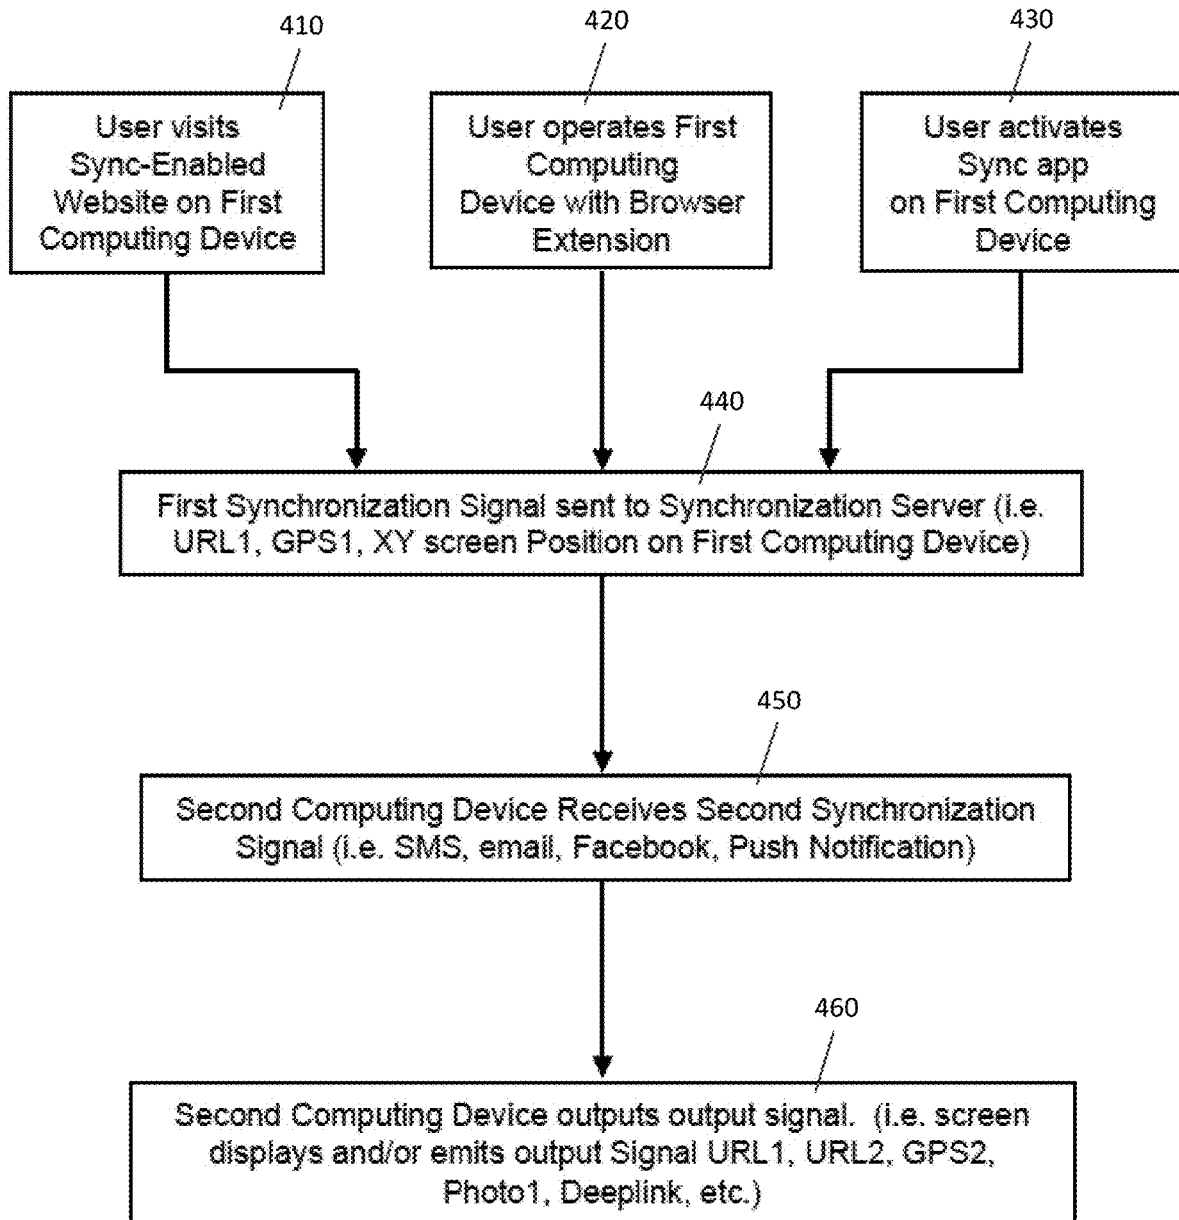 410
420
430
User visits
Sync-Enabled
Website on First
Computing Device
User operates First
Computing
Device with Browser
Extension
User activates
Sync app
on First Computing
Device
440
First Synchronization Signal sent to Synchronization Server (i.e.
URL1, GPS1, XY screen Position on First Computing Device)
450
Second Computing Device Receives Second Synchronization
Signal (i.e. SMS, email, Facebook, Push Notification)
460
Second Computing Device outputs output signal.  (i.e. screen
displays and/or emits output Signal URL1, URL2, GPS2,
Photo1, Deeplink, etc.)